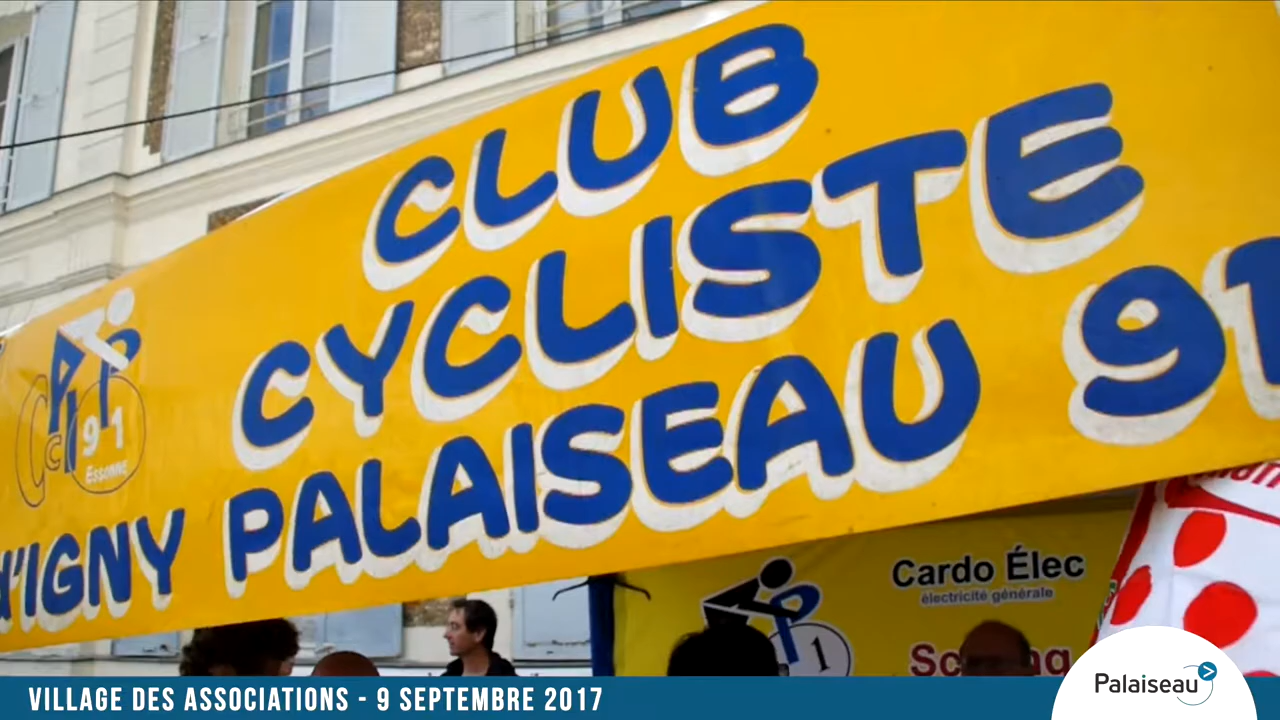 CLUB
CYCLISTE
d'IGNY PALAISEAU 91
91
Essonne
Cardo Élec
électricité générale
1
VILLAGE DES ASSOCIATIONS - 9 SEPTEMBRE 2017
Palaiseau